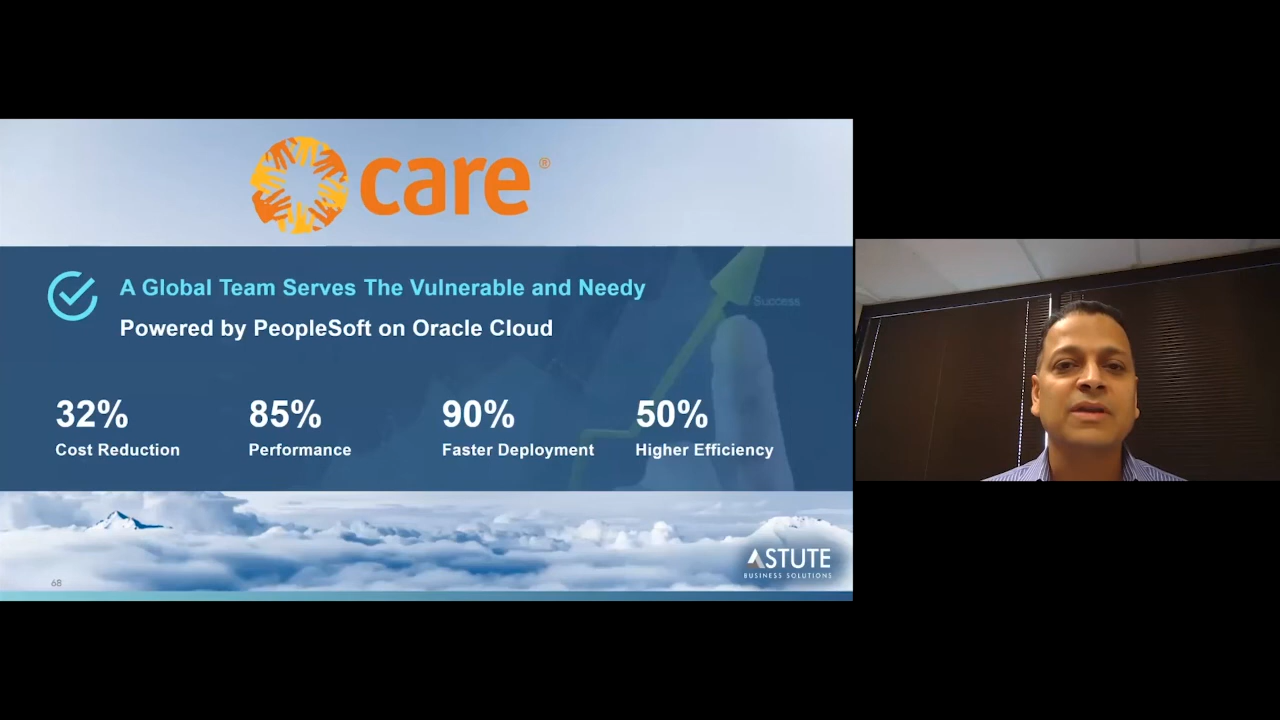 care®
A Global Team Serves The Vulnerable and Needy
Success
Powered by PeopleSoft on Oracle Cloud
32%
85%
90%
50%
Cost Reduction
Performance
Faster Deployment
Higher Efficiency
ASTUTE
BUSINESS SOLUTIONS
68